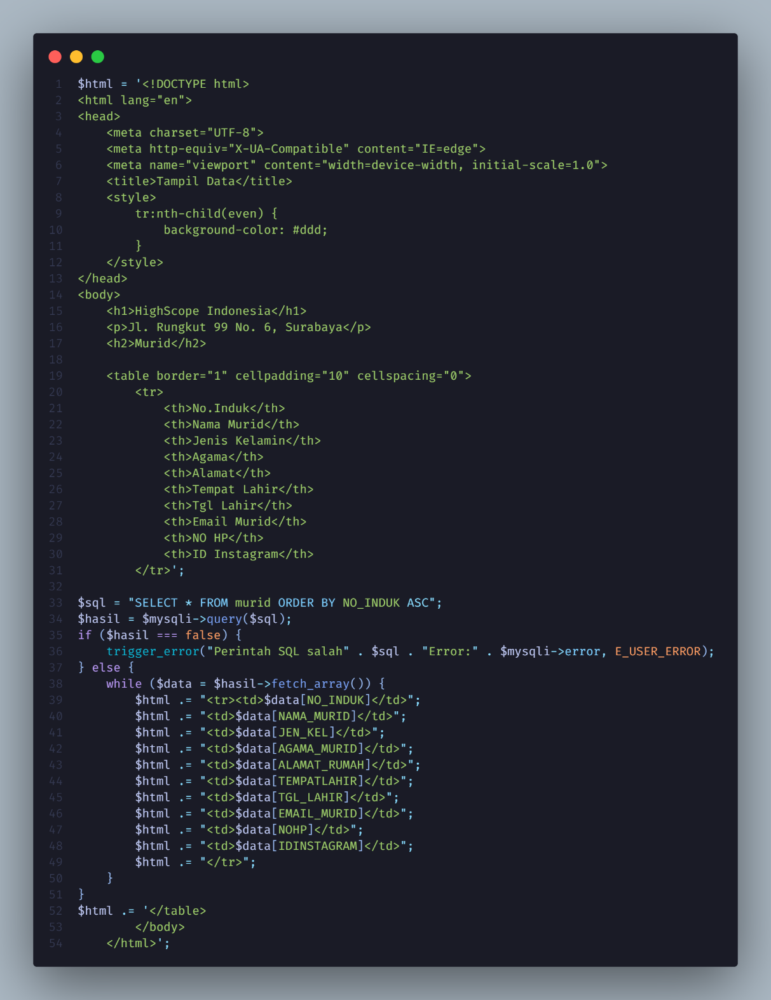 1 $html = '<!DOCTYPE html>
2 <html lang="en">
3 <head>
4     <meta charset="UTF-8">
5     <meta http-equiv="X-UA-Compatible" content="IE=edge">
6     <meta name="viewport" content="width=device-width, initial-scale=1.0">
7     <title>Tampil Data</title>
8     <style>
9         tr:nth-child(even) {
10             background-color: #ddd;
11         }
12     </style>
13 </head>
14 <body>
15     <h1>HighScope Indonesia</h1>
16     <p>Jl. Rungkut 99 No. 6, Surabaya</p>
17     <h2>Murid</h2>
18
19     <table border="1" cellpadding="10" cellspacing="0">
20         <tr>
21             <th>No.Induk</th>
22             <th>Nama Murid</th>
23             <th>Jenis Kelamin</th>
24             <th>Agama</th>
25             <th>Alamat</th>
26             <th>Tempat Lahir</th>
27             <th>Tgl Lahir</th>
28             <th>Email Murid</th>
29             <th>NO HP</th>
30             <th>ID Instagram</th>
31         </tr>';
32
33 $sql = "SELECT * FROM murid ORDER BY NO_INDUK ASC";
34 $hasil = $mysqli->query($sql);
35 if ($hasil === false) {
36     trigger_error("Perintah SQL salah" . $sql . "Error:" . $mysqli->error, E_USER_ERROR);
37 } else {
38     while ($data = $hasil->fetch_array()) {
39         $html .= "<tr><td>$data[NO_INDUK]</td>";
40         $html .= "<td>$data[NAMA_MURID]</td>";
41         $html .= "<td>$data[JEN_KEL]</td>";
42         $html .= "<td>$data[AGAMA_MURID]</td>";
43         $html .= "<td>$data[ALAMAT_RUMAH]</td>";
44         $html .= "<td>$data[TEMPATLAHIR]</td>";
45         $html .= "<td>$data[TGL_LAHIR]</td>";
46         $html .= "<td>$data[EMAIL_MURID]</td>";
47         $html .= "<td>$data[NOHP]</td>";
48         $html .= "<td>$data[IDINSTAGRAM]</td>";
49         $html .= "</tr>";
50     }
51 }
52 $html .= '</table>
53         </body>
54     </html>';